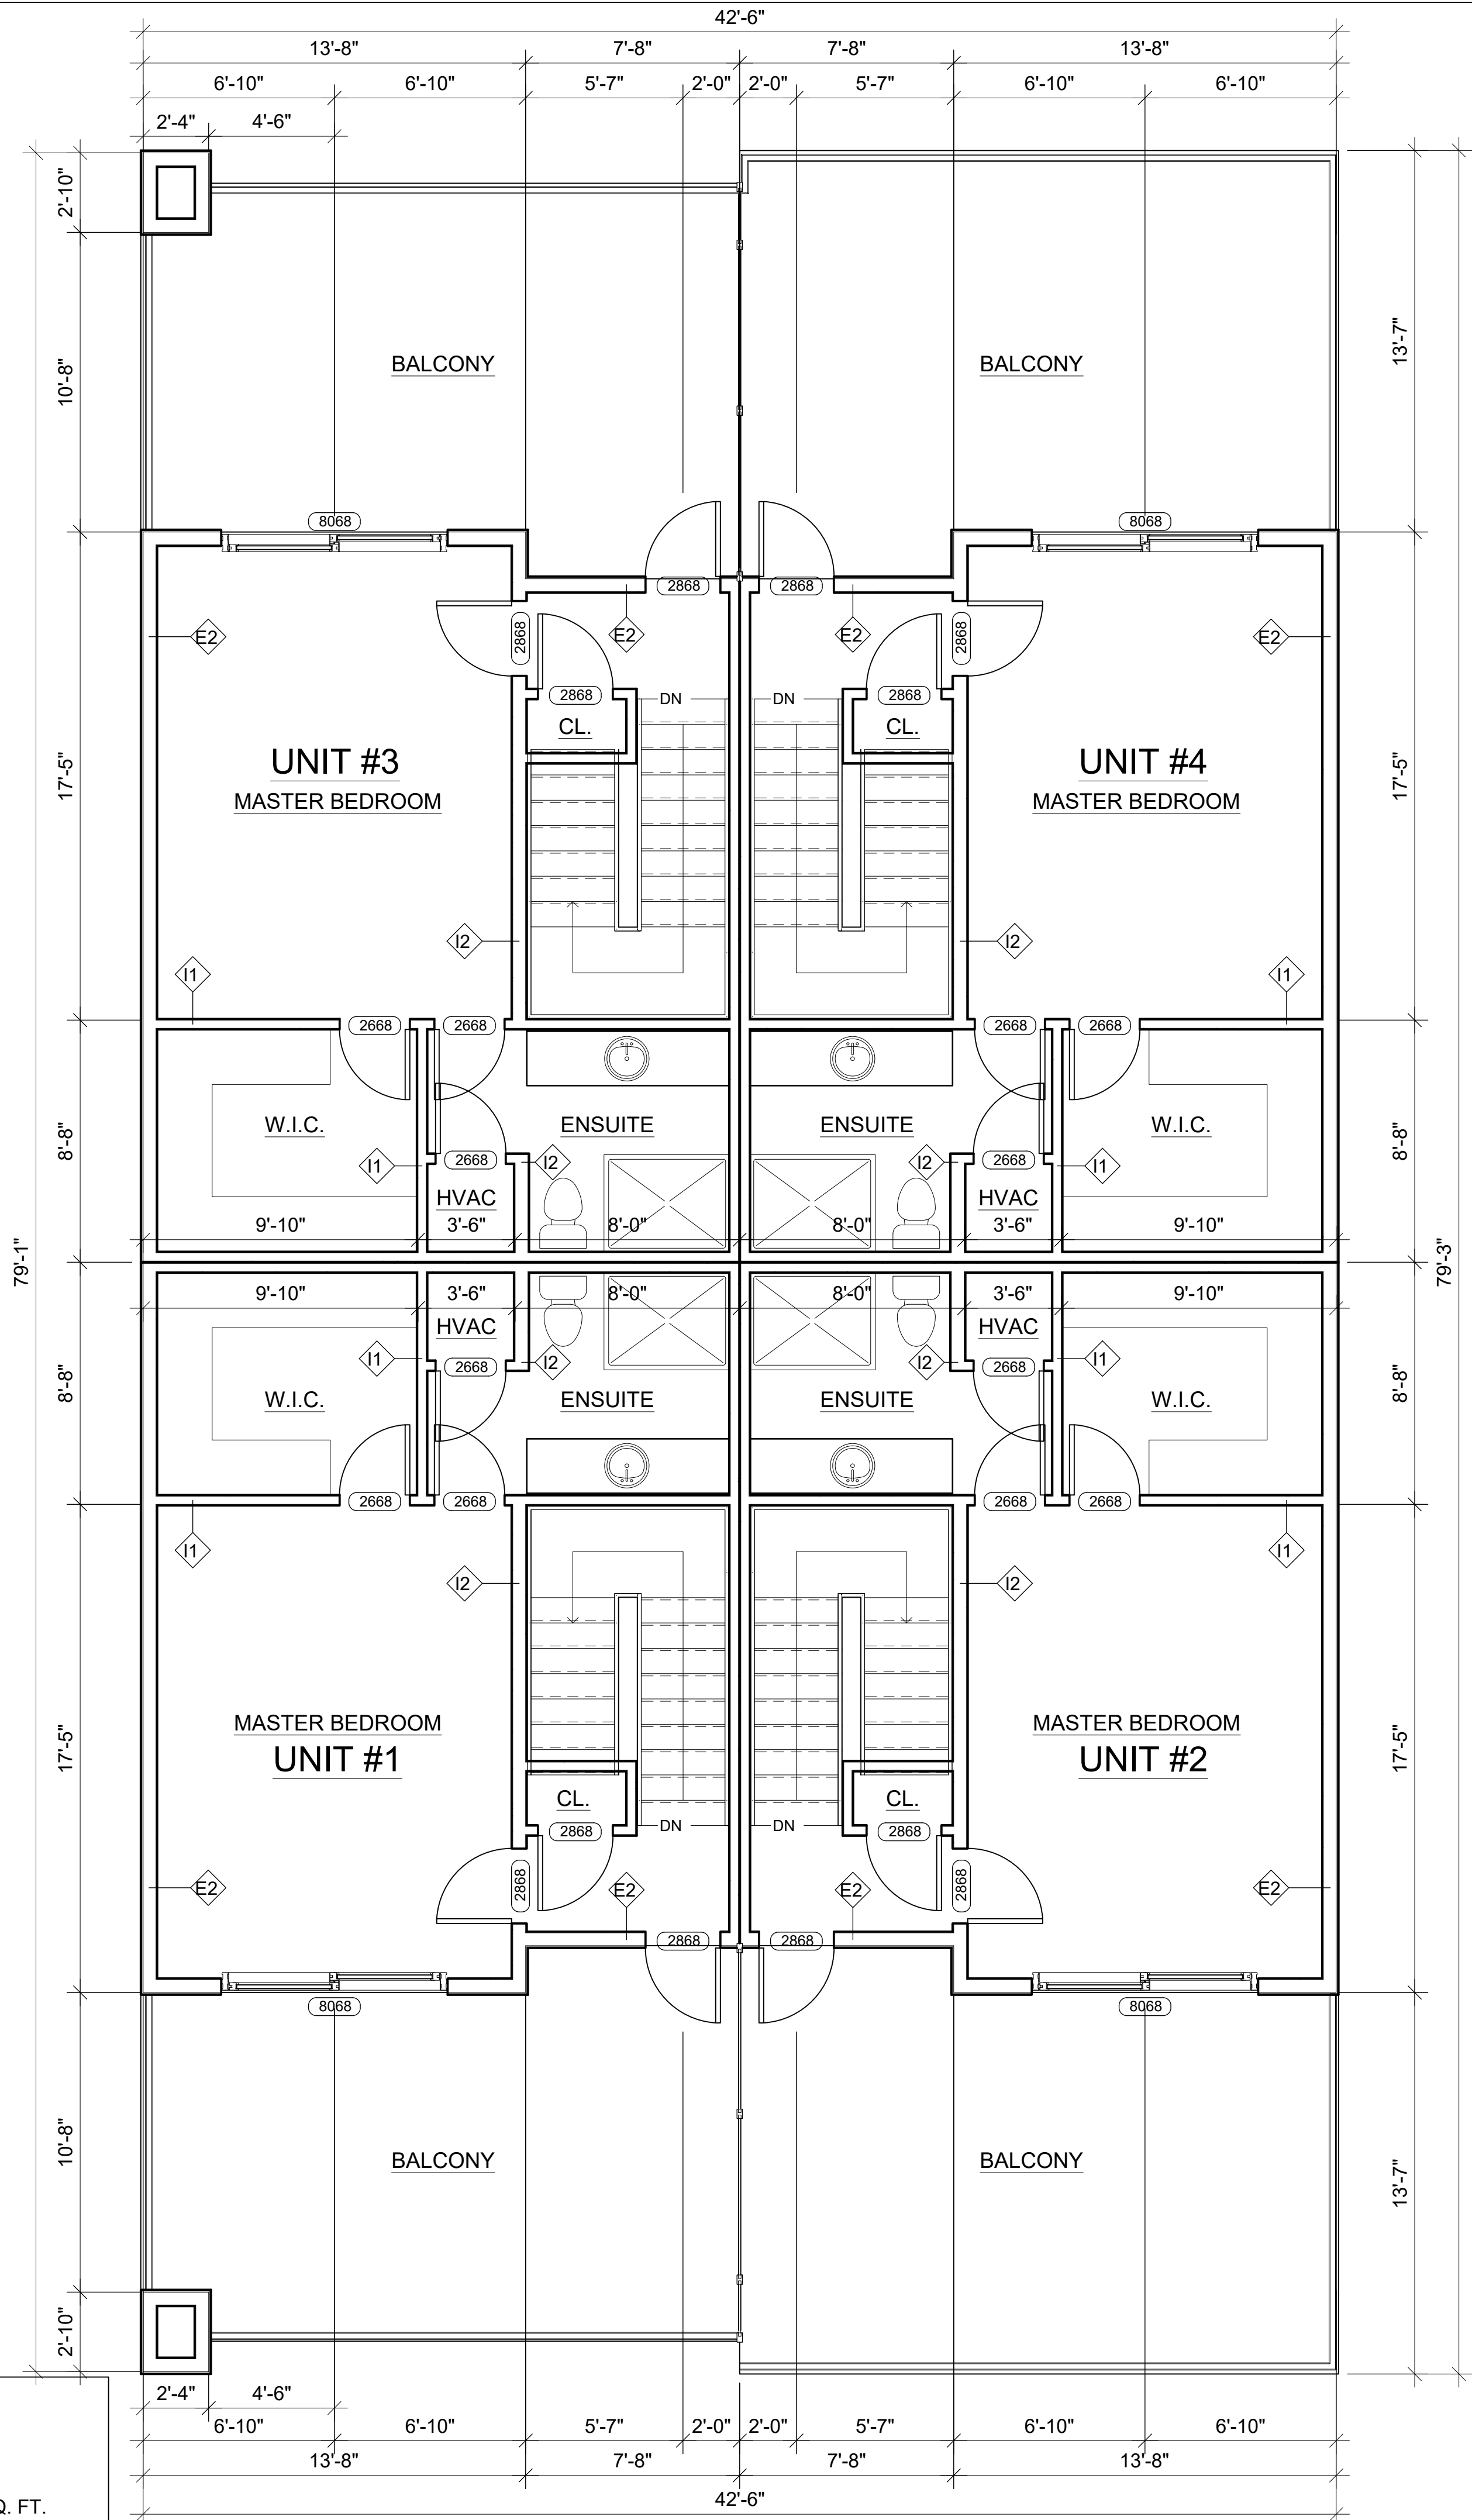 42'-6"
13'-8" 7'-8" 7'-8" 13'-8"
6'-10" 6'-10" 5'-7" 2'-0" 2'-0" 5'-7" 6'-10" 6'-10"
2'-4" 4'-6"
2'-10"
10'-8" BALCONY BALCONY 13'-7"
8068 8068
2868 2868
E2 2868 E2 E2 2868 E2
2868 DN DN 2868
CL. CL.
17'-5" UNIT #3 UNIT #4 17'-5"
MASTER BEDROOM MASTER BEDROOM
I2 I2
I1 I1
2668 2668 2668 2668
8'-8" W.I.C. ENSUITE ENSUITE W.I.C. 8'-8"
I1 2668 I2 I2 2668 I1
HVAC HVAC
9'-10" 3'-6" 8'-0" 8'-0" 3'-6" 9'-10"
79'-1" 79'-3"
9'-10" 3'-6" 8'-0" 8'-0" 3'-6" 9'-10"
HVAC HVAC
I1 2668 I2 I2 2668 I1
8'-8" W.I.C. ENSUITE ENSUITE W.I.C. 8'-8"
2668 2668 2668 2668
I1 I1
I2 I2
MASTER BEDROOM MASTER BEDROOM
17'-5" UNIT #1 UNIT #2 17'-5"
CL. CL.
2868 DN DN 2868
E2 2868 E2 E2 2868 E2
2868 2868
8068 8068
10'-8" BALCONY BALCONY 13'-7"
2'-10"
2'-4" 4'-6"
6'-10" 6'-10" 5'-7" 2'-0" 2'-0" 5'-7" 6'-10" 6'-10"
13'-8" 7'-8" 7'-8" 13'-8"
42'-6"
FT.